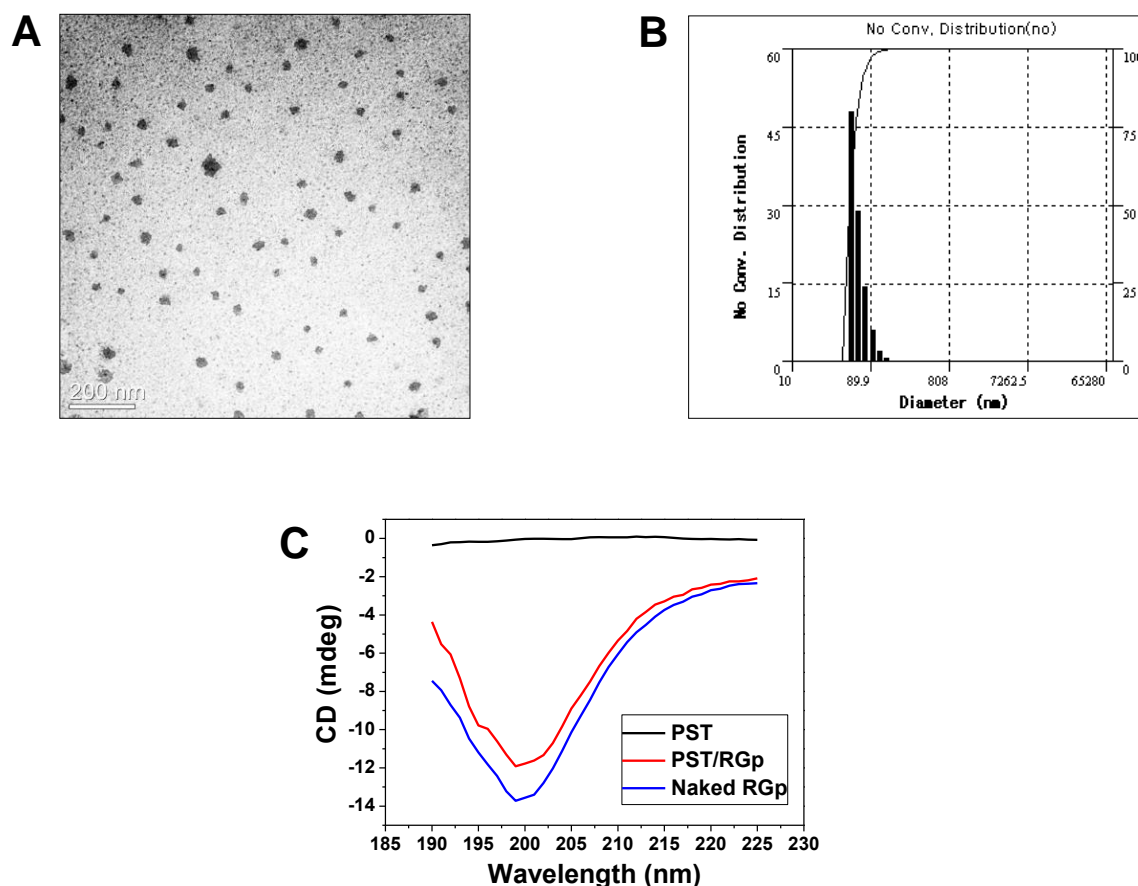 A
200 nm
B
No Conv, Distribution(no)
60
45
30
15
0
100
75
50
25
0
10 89.9 808 7262.5 65280
No Conv. Distribution
Diameter (nm)
C
0
-2
-4
-6
-8
-10
-12
-14
CD (mdeg)
PST
PST/RGp
Naked RGp
185 190 195 200 205 210 215 220 225 230
Wavelength (nm)